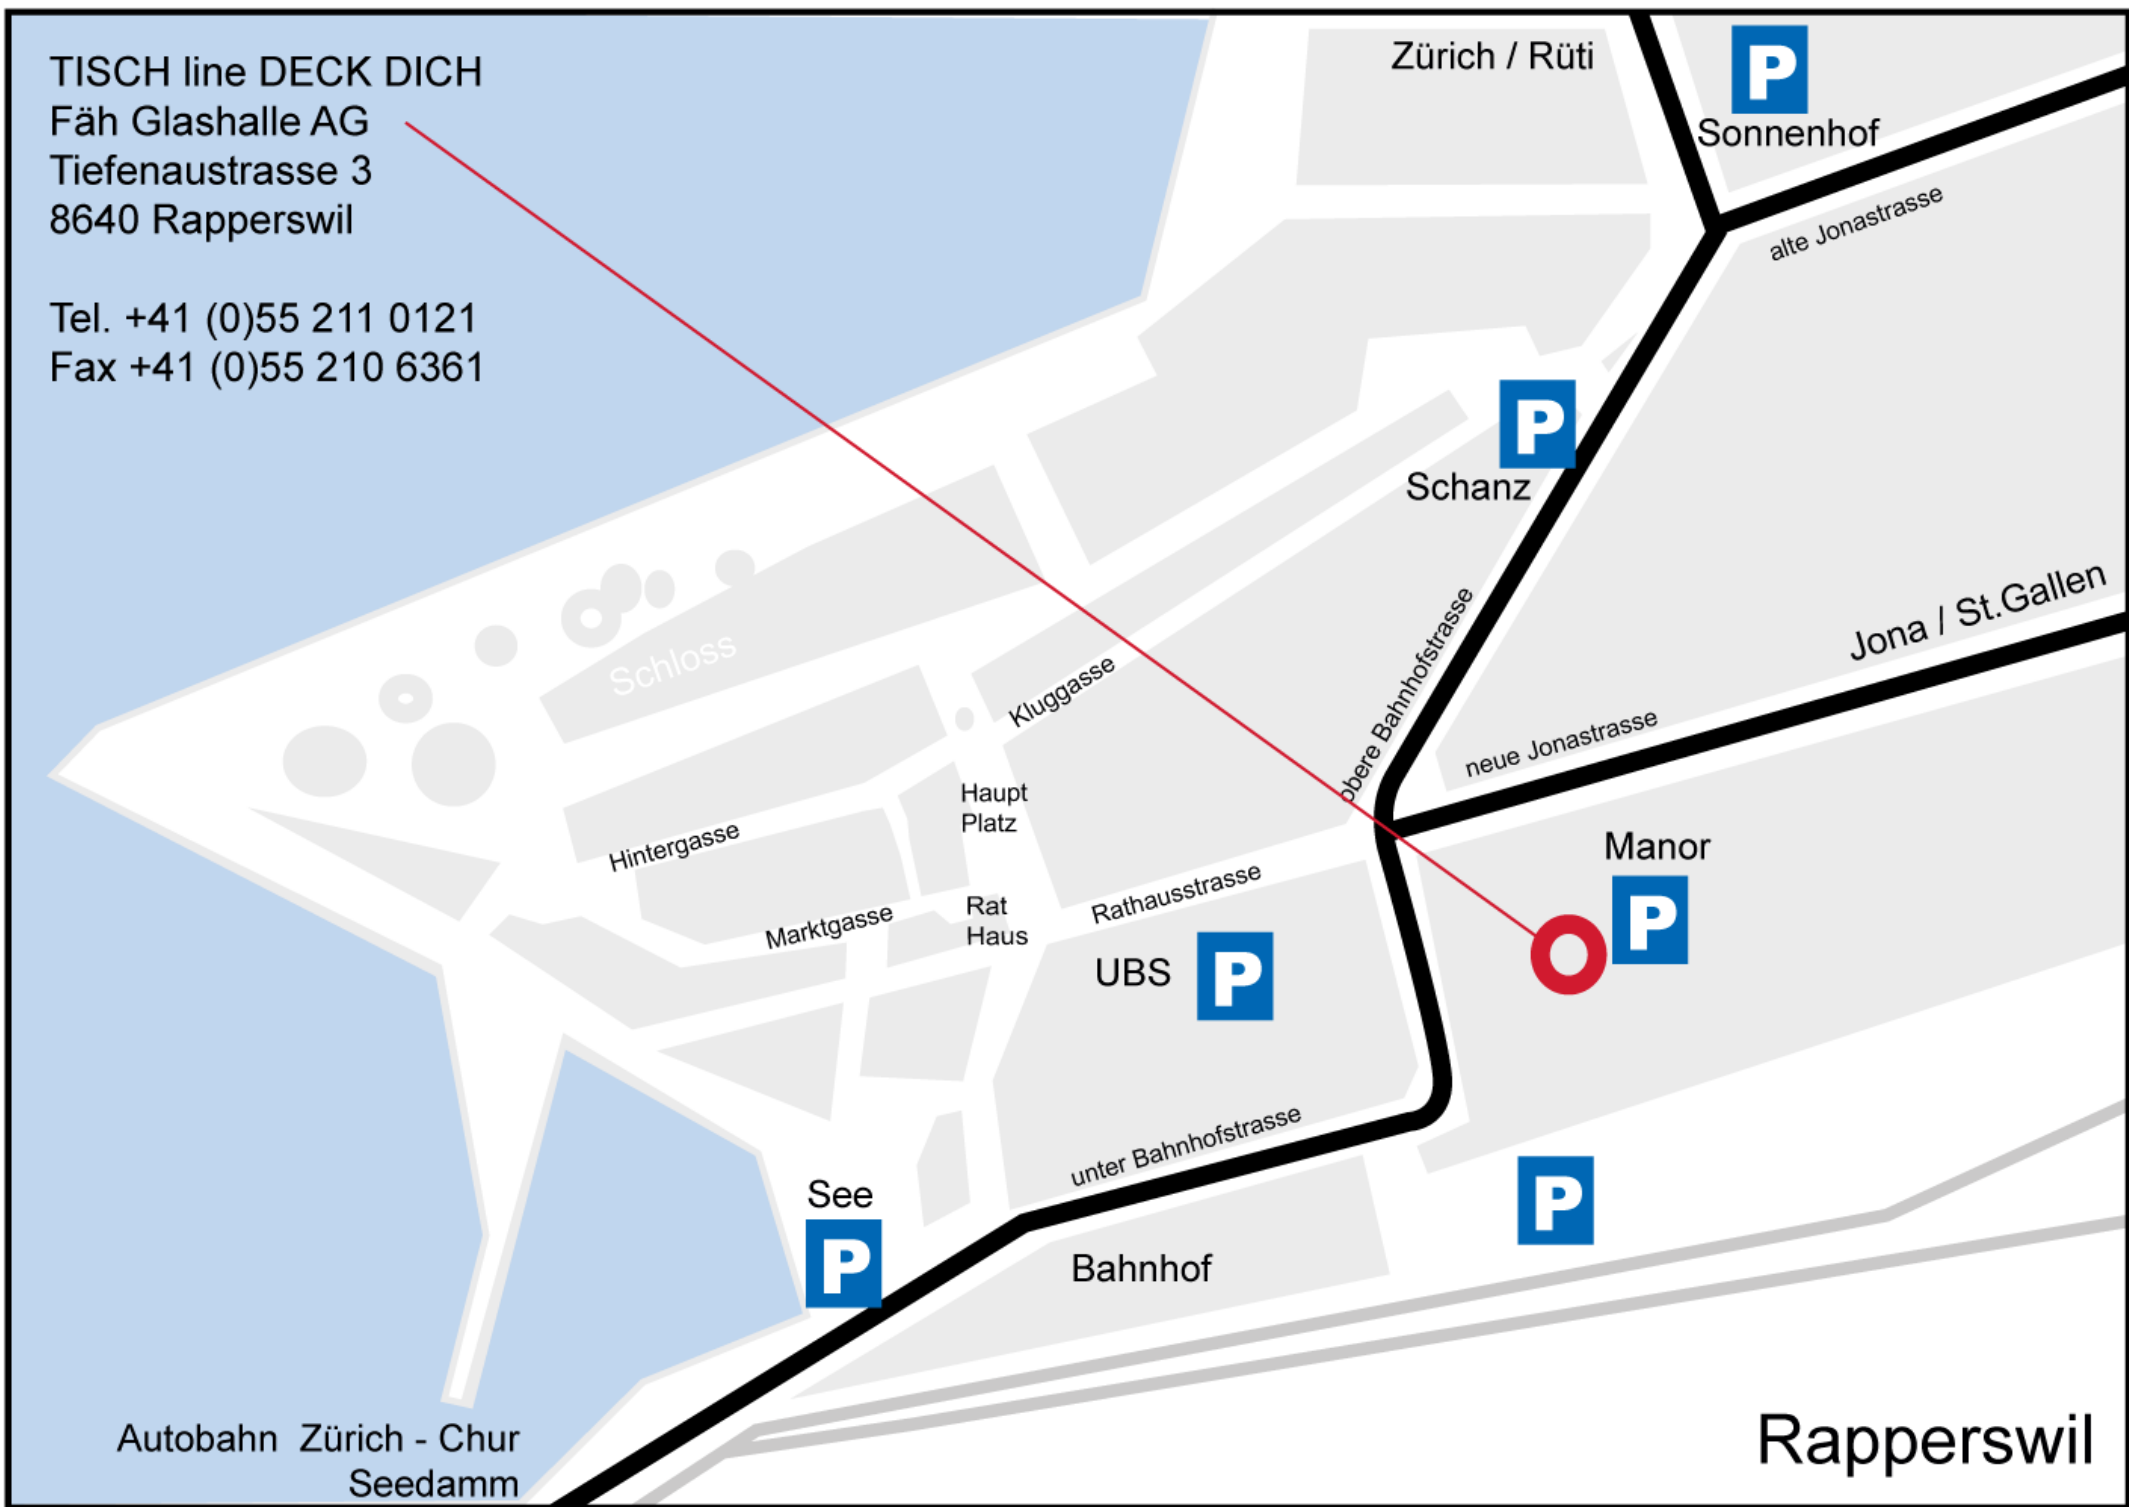 TISCH line DECK DICH
Fäh Glashalle AG
Tiefenaustrasse 3
8640 Rapperswil
Tel. +41 (0)55 211 0121
Fax +41 (0)55 210 6361
Zürich / Rüti
P
Sonnenhof
alte Jonastrasse
P
Schanz
obere Bahnhofstrasse
Jona / St.Gallen
neue Jonastrasse
Schloss
Kluggasse
Haupt
Platz
Hintergasse
Manor
P
Rathausstrasse
Marktgasse
Rat
Haus
UBS
P
unter Bahnhofstrasse
See
P
P
Bahnhof
Autobahn Zürich - Chur
Seedamm
Rapperswil